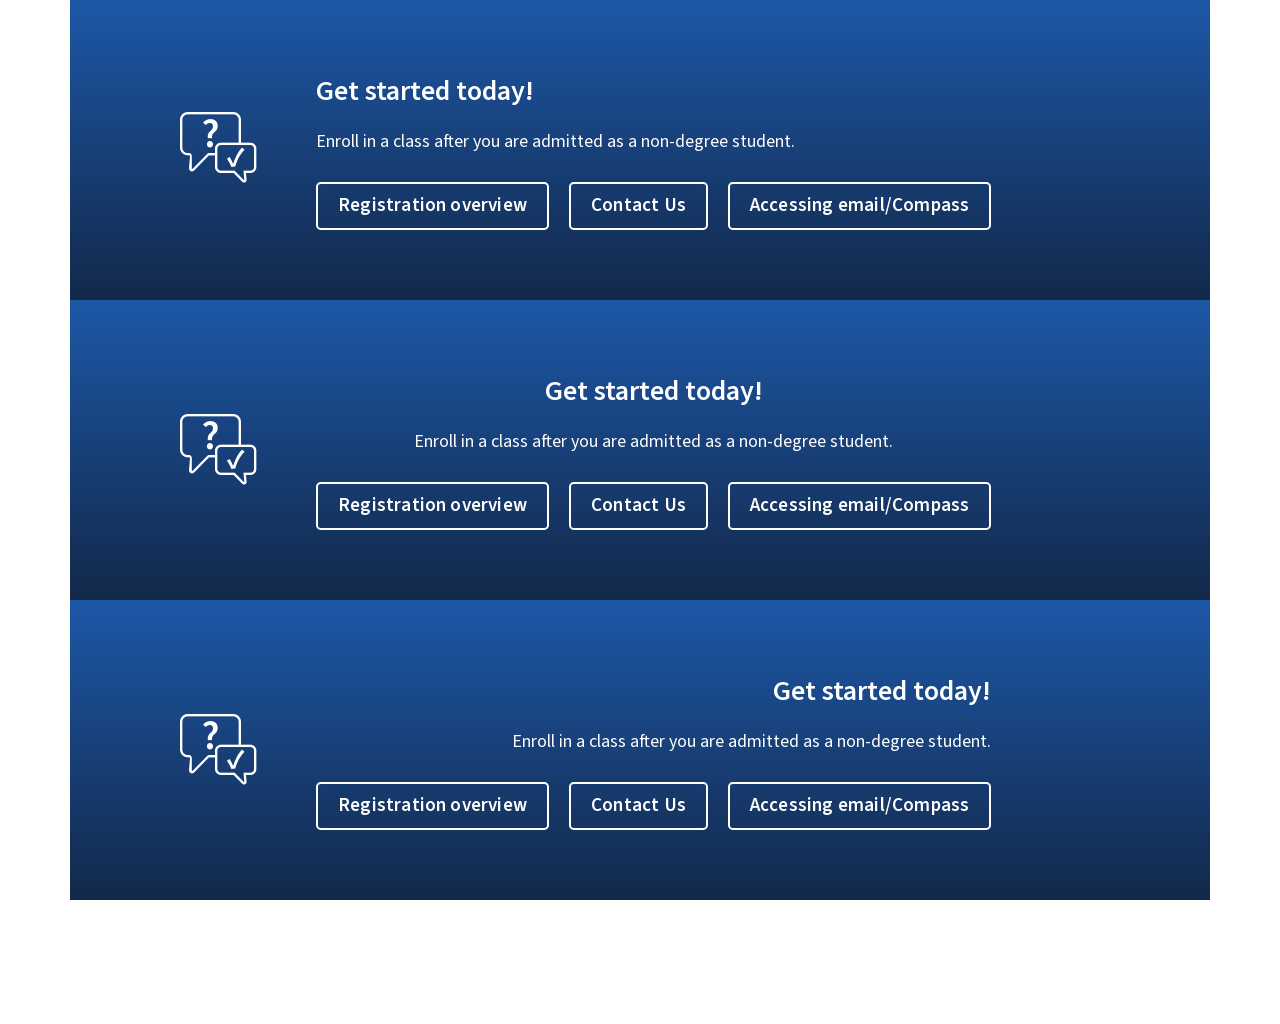 Get started today!
Enroll in a class after you are admitted as a non-degree student.
Registration overview Contact Us Accessing email/Compass
Get started today!
Enroll in a class after you are admitted as a non-degree student.
Registration overview Contact Us Accessing email/Compass
Get started today!
Enroll in a class after you are admitted as a non-degree student.
Registration overview Contact Us Accessing email/Compass